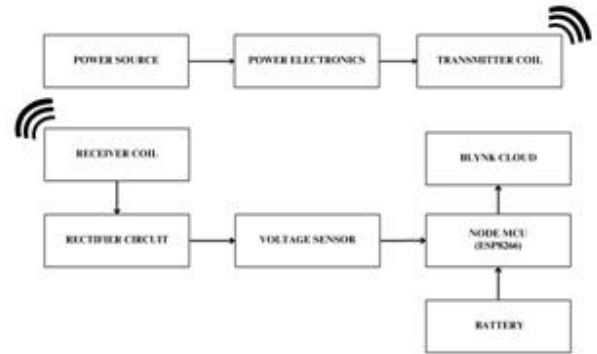 POWER SOURCE
POWER ELECTRONICS
TRANSMITTER COIL
RECEIVER COIL
BLYNK CLOUD
RECTIFIER CIRCUIT
VOLTAGE SENSOR
NODE MCU
(ESP8266)
BATTERY